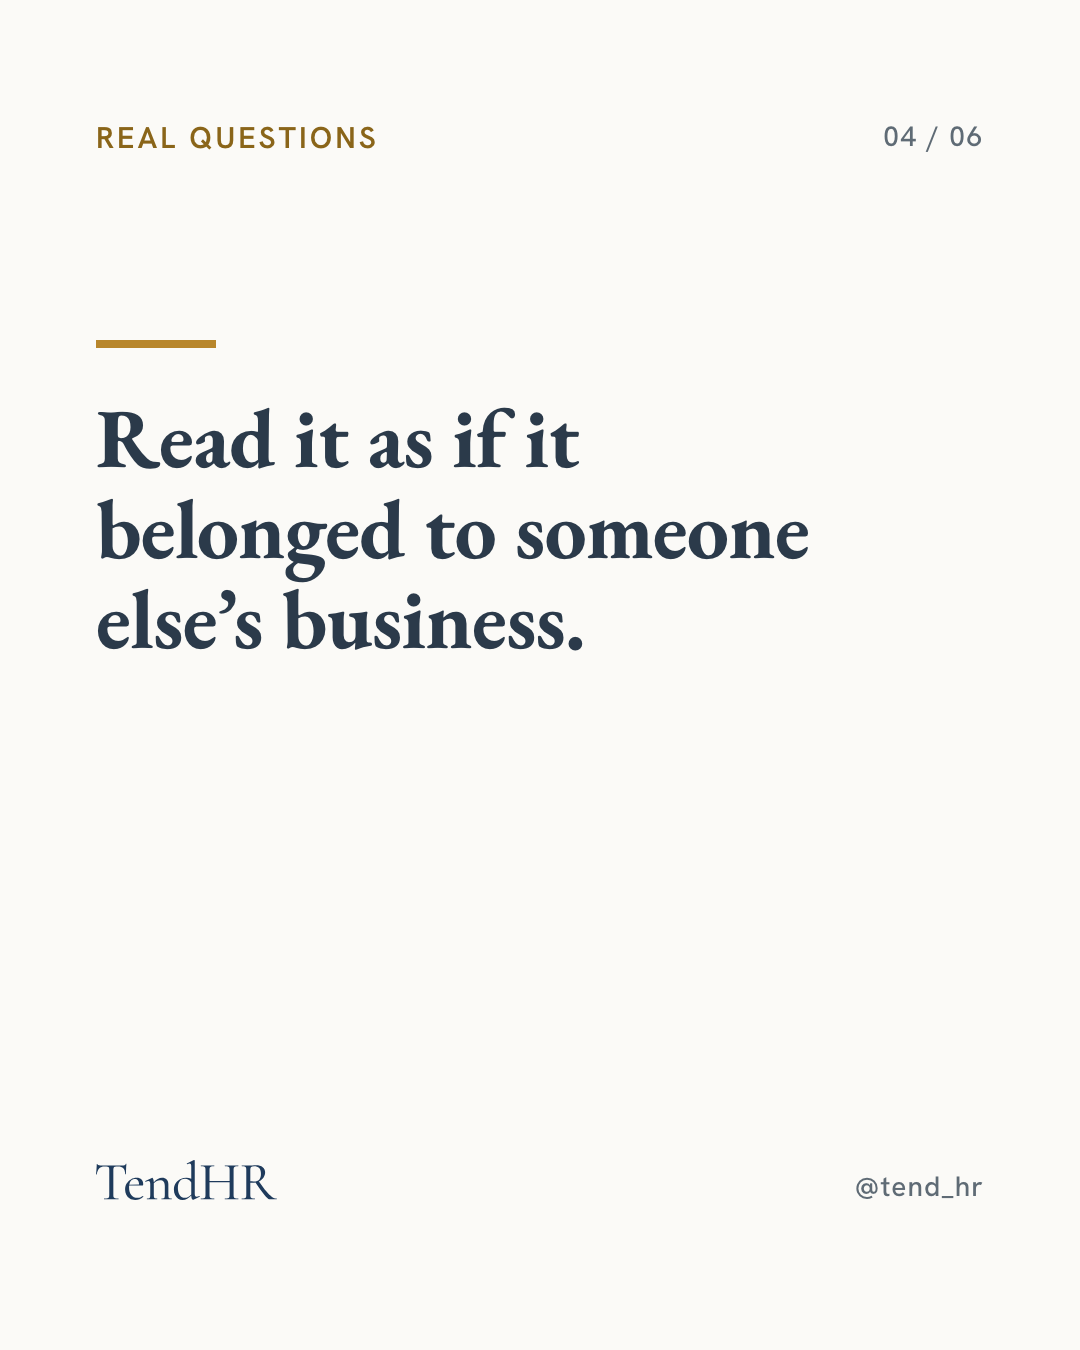 REAL QUESTIONS
04 / 06
Read it as if it
belonged to someone
else’s business.
TendHR
@tend_hr